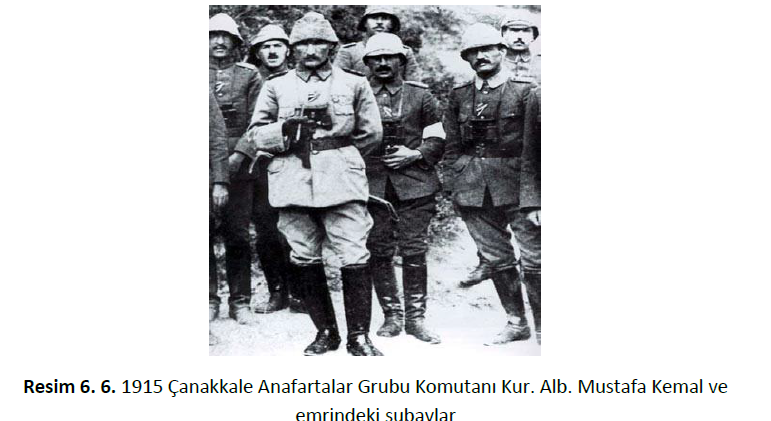 Resim 6. 6. 1915 Çanakkale Anafartalar Grubu Komutanı Kur. Alb. Mustafa Kemal ve
emrindeki subaylar